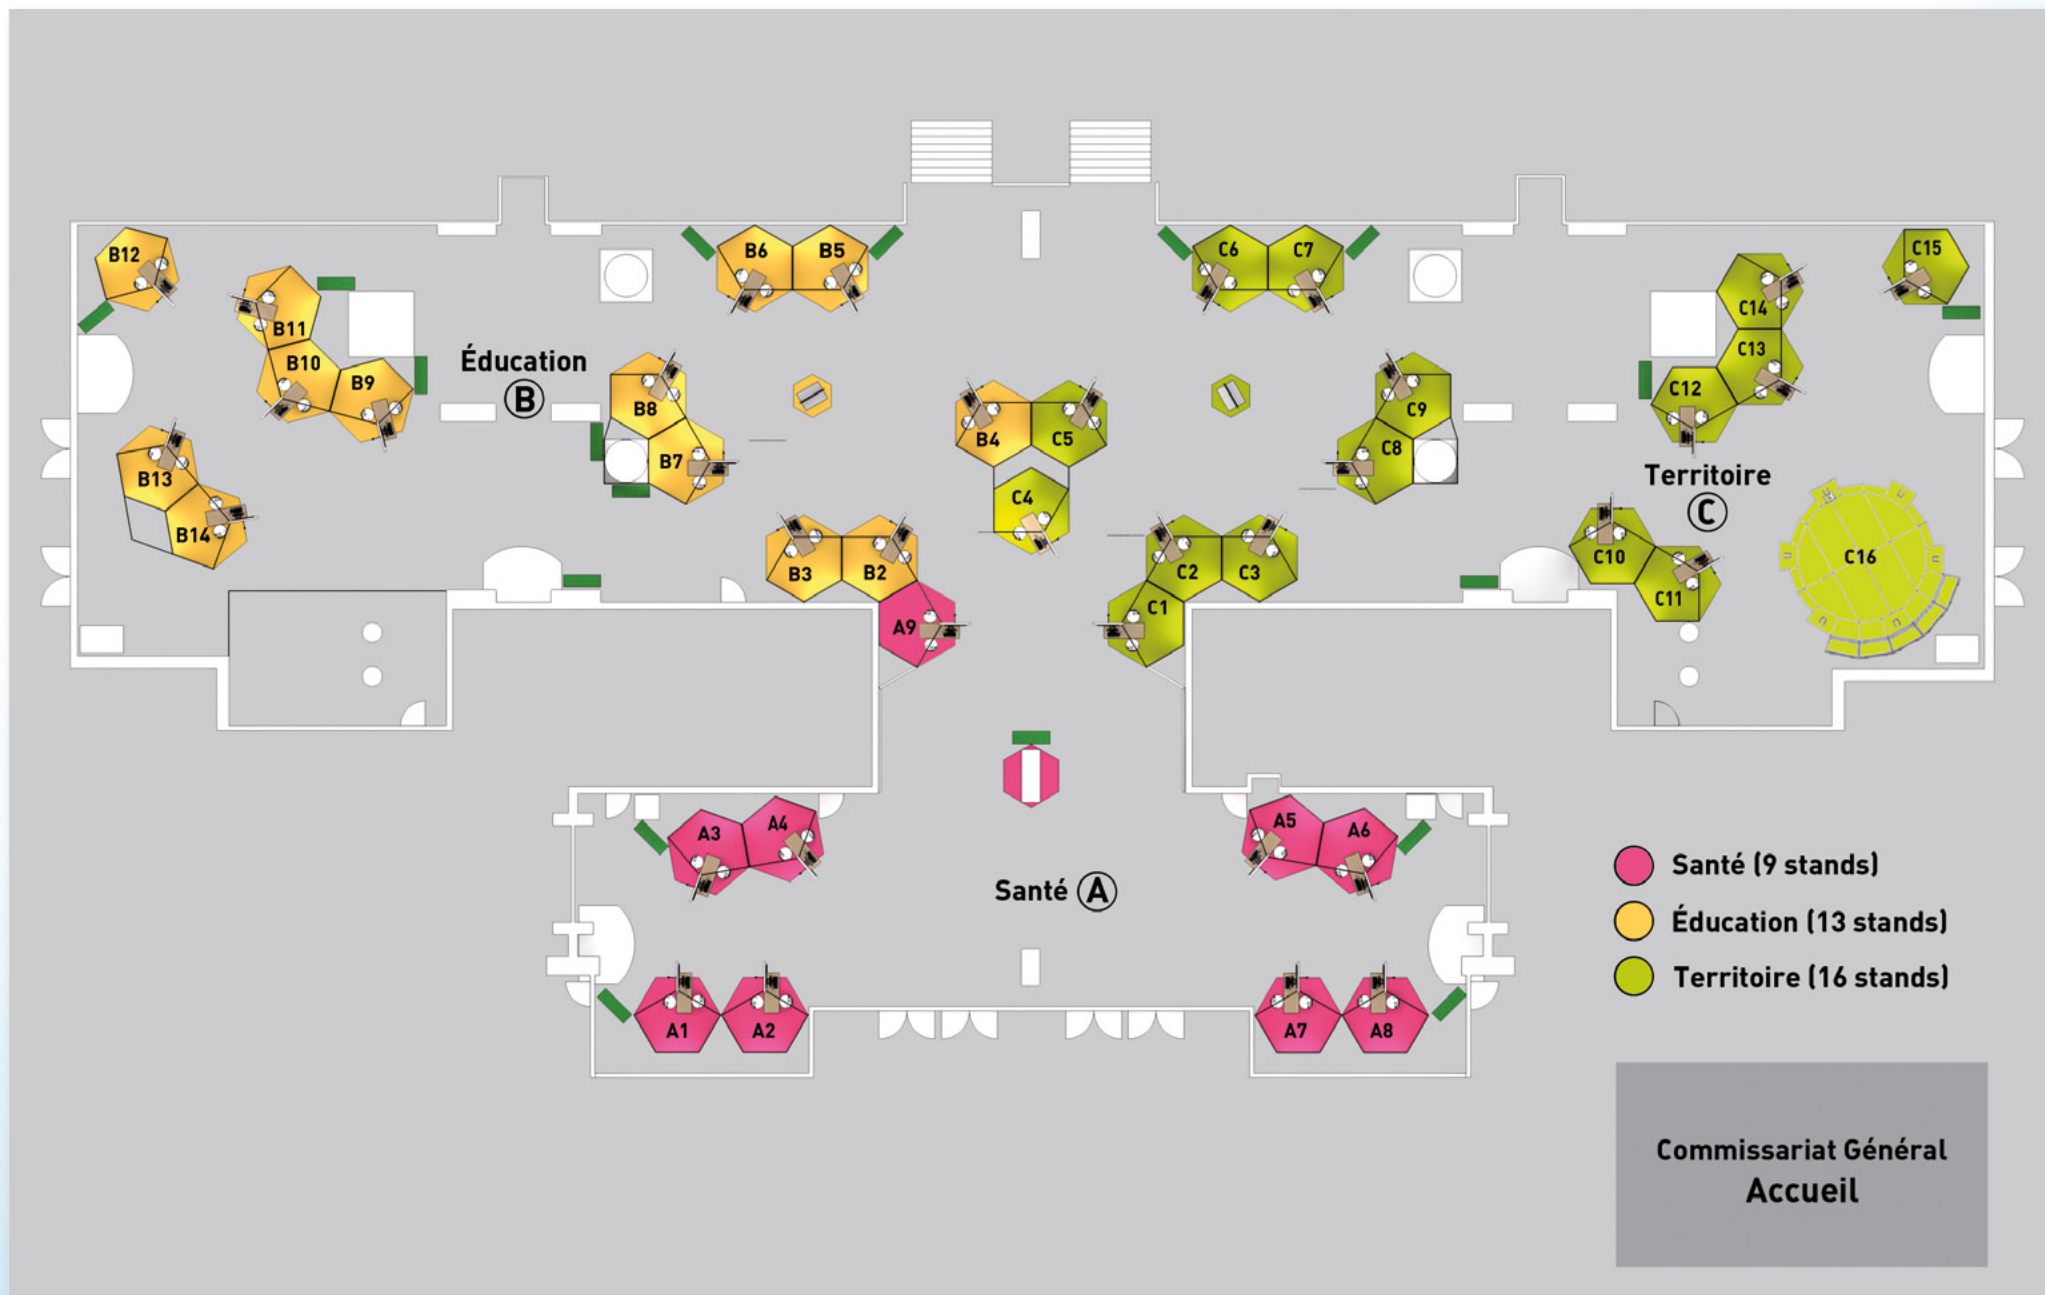 B12
B6
B5
C6
C7
C15
B11
C14
B10
B9
Éducation
B
B8
C9
C13
C12
B4
C5
B7
C8
B13
C4
Territoire
C
B14
C10
C16
B3
B2
C2
C3
C11
A9
C1
A3
A4
A5
A6
Santé A
Santé (9 stands)
Éducation (13 stands)
Territoire (16 stands)
A1
A2
A7
A8
Commissariat Général
Accueil